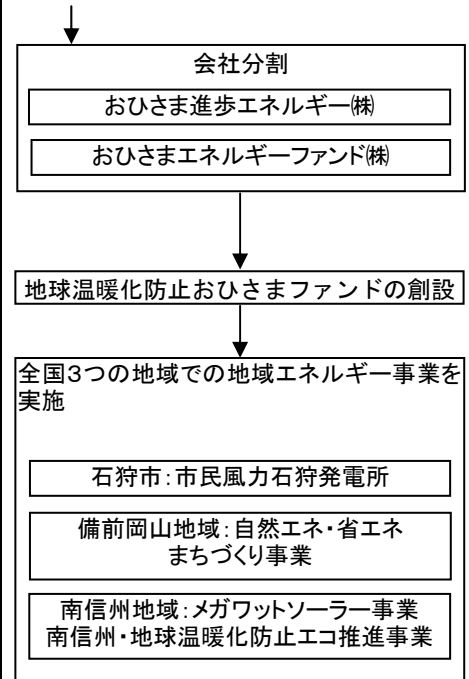 会社分割
おひさま進歩エネルギー㈱
おひさまエネルギーファンド㈱
地球温暖化防止おひさまファンドの創設
全国3つの地域での地域エネルギー事業を
実施
石狩市：市民風力石狩発電所
備前岡山地域：自然エネ・省エネ
まちづくり事業
南信州地域：メガワットソーラー事業
南信州・地球温暖化防止エコ推進事業